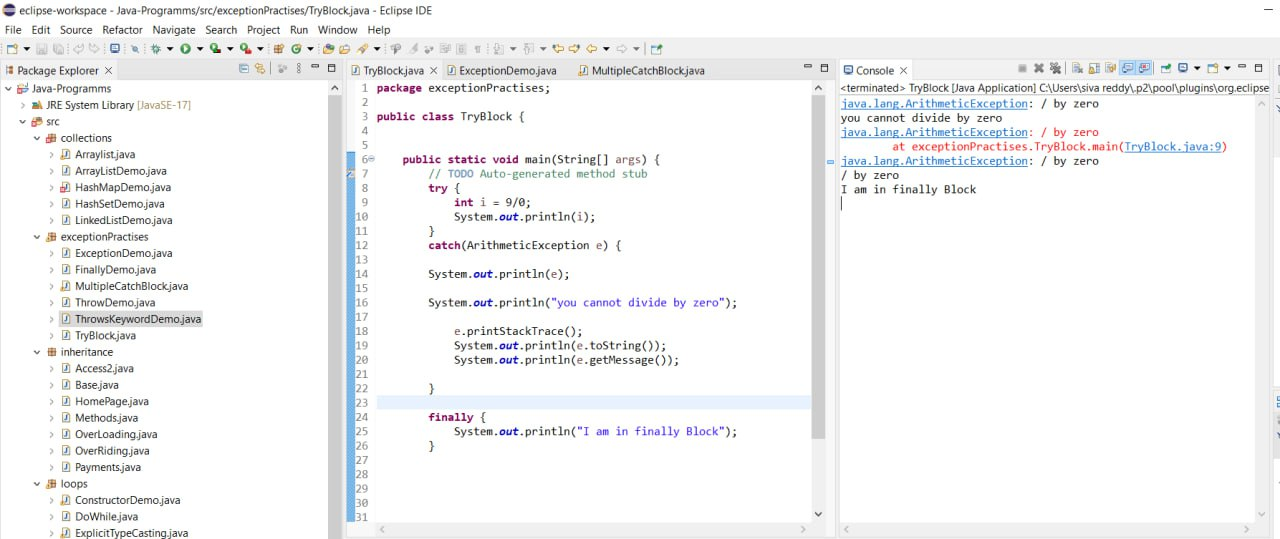 eclipse-workspace - Java-Programms/src/exceptionPractises/TryBlock.java - Eclipse IDE
File Edit Source Refactor Navigate Search Project Run Window Help
Package Explorer
Java-Programms
JRE System Library [JavaSE-17]
src
collections
Arraylist.java
ArrayListDemo.java
HashMapDemo.java
HashSetDemo.java
LinkedListDemo.java
exceptionPractises
ExceptionDemo.java
FinallyDemo.java
MultipleCatchBlock.java
ThrowDemo.java
ThrowsKeywordDemo.java
TryBlock.java
inheritance
Access2.java
Base.java
HomePage.java
Methods.java
OverLoading.java
OverRiding.java
Payments.java
loops
ConstructorDemo.java
DoWhile.java
ExplicitTypeCasting.java
TryBlock.java ExceptionDemo.java MultipleCatchBlock.java
1 package exceptionPractises;
2
3 public class TryBlock {
4
5
6 public static void main(String[] args) {
7 // TODO Auto-generated method stub
8 try {
9 int i = 9/0;
10 System.out.println(i);
11 }
12 catch(ArithmeticException e) {
13
14 System.out.println(e);
15
16 System.out.println("you cannot divide by zero");
17
18 e.printStackTrace();
19 System.out.println(e.toString());
20 System.out.println(e.getMessage());
21
22 }
23
24 finally {
25 System.out.println("I am in finally Block");
26 }
27
28
29
30
31
Console
<terminated> TryBlock [Java Application] C:\Users\siva reddy\.p2\pool\plugins\org.eclipse
java.lang.ArithmeticException: / by zero
you cannot divide by zero
java.lang.ArithmeticException: / by zero
at exceptionPractises.TryBlock.main(TryBlock.java:9)
java.lang.ArithmeticException: / by zero
/ by zero
I am in finally Block